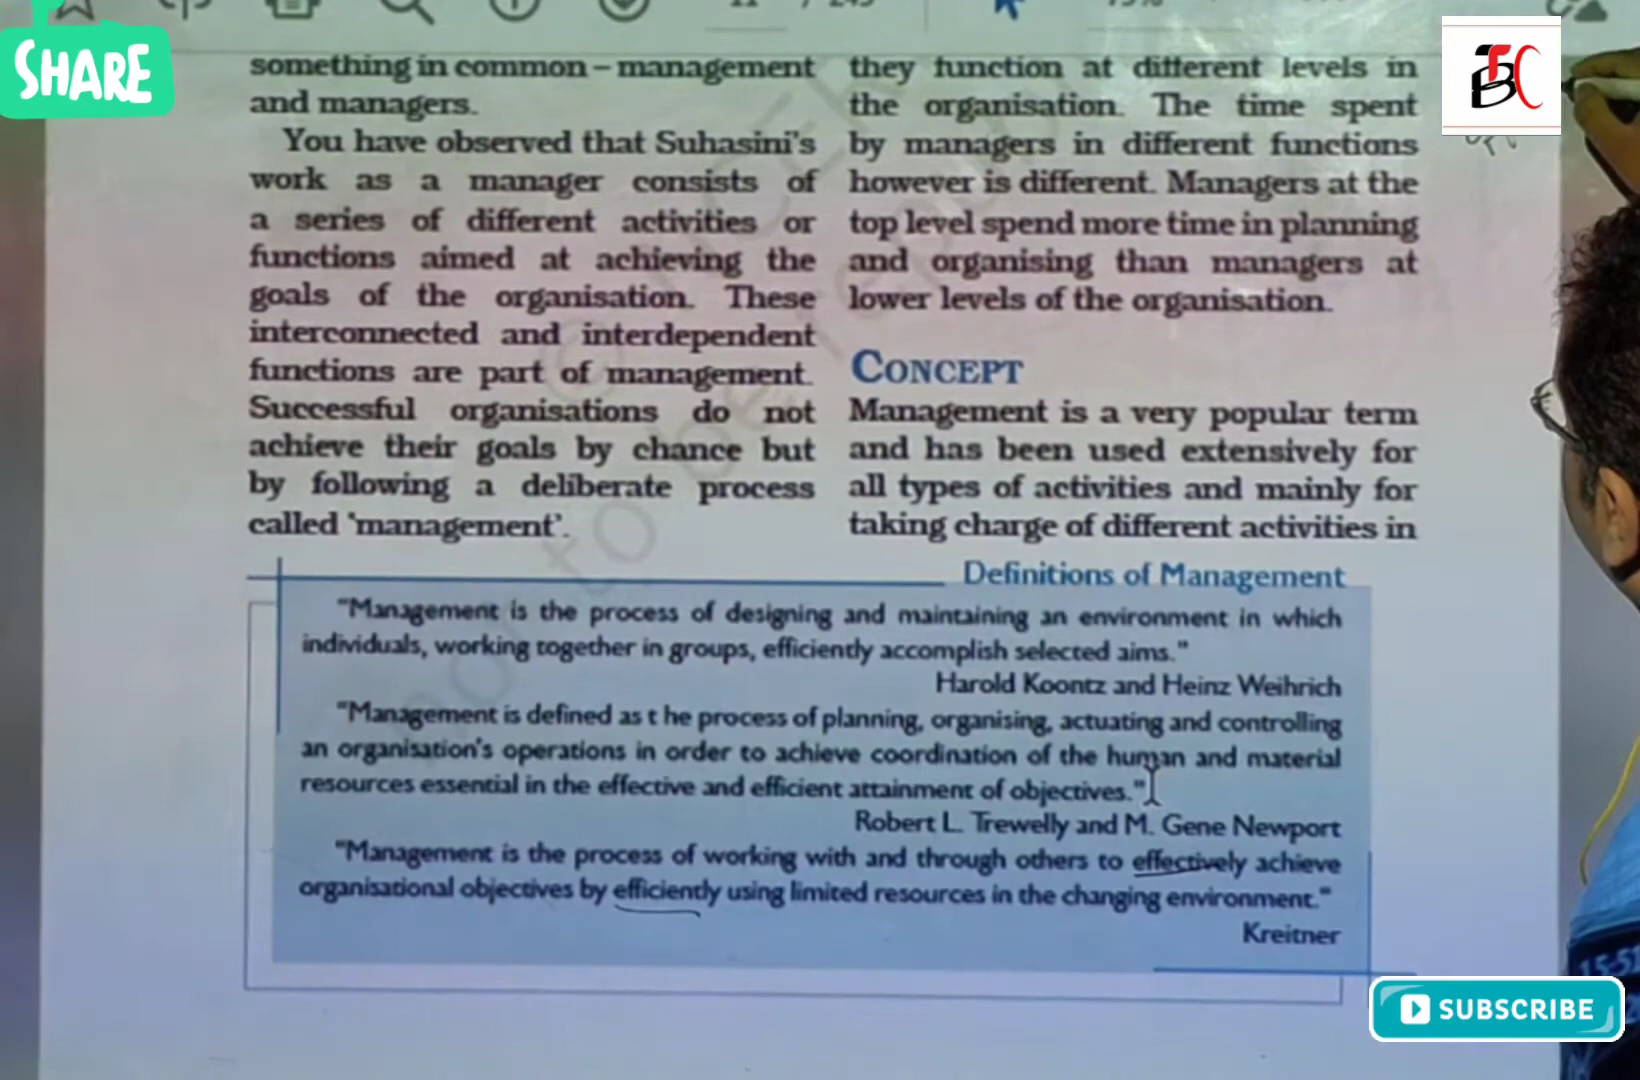 SHARE
something in common – management
and managers.
You have observed that Suhasini's
work as a manager consists of
a series of different activities or
functions aimed at achieving the
goals of the organisation. These
interconnected and interdependent
functions are part of management.
Successful organisations do not
achieve their goals by chance but
by following a deliberate process
called 'management'.
they function at different levels in
the organisation. The time spent
by managers in different functions
however is different. Managers at the
top level spend more time in planning
and organising than managers at
lower levels of the organisation.
CONCEPT
Management is a very popular term
and has been used extensively for
all types of activities and mainly for
taking charge of different activities in
Definitions of Management
"Management is the process of designing and maintaining an environment in which
individuals, working together in groups, efficiently accomplish selected aims."
Harold Koontz and Heinz Weihrich
"Management is defined as t he process of planning, organising, actuating and controlling
an organisation's operations in order to achieve coordination of the human and material
resources essential in the effective and efficient attainment of objectives."
Robert L. Trewelly and M. Gene Newport
"Management is the process of working with and through others to effectively achieve
organisational objectives by efficiently using limited resources in the changing environment."
Kreitner
not to be
SUBSCRIBE